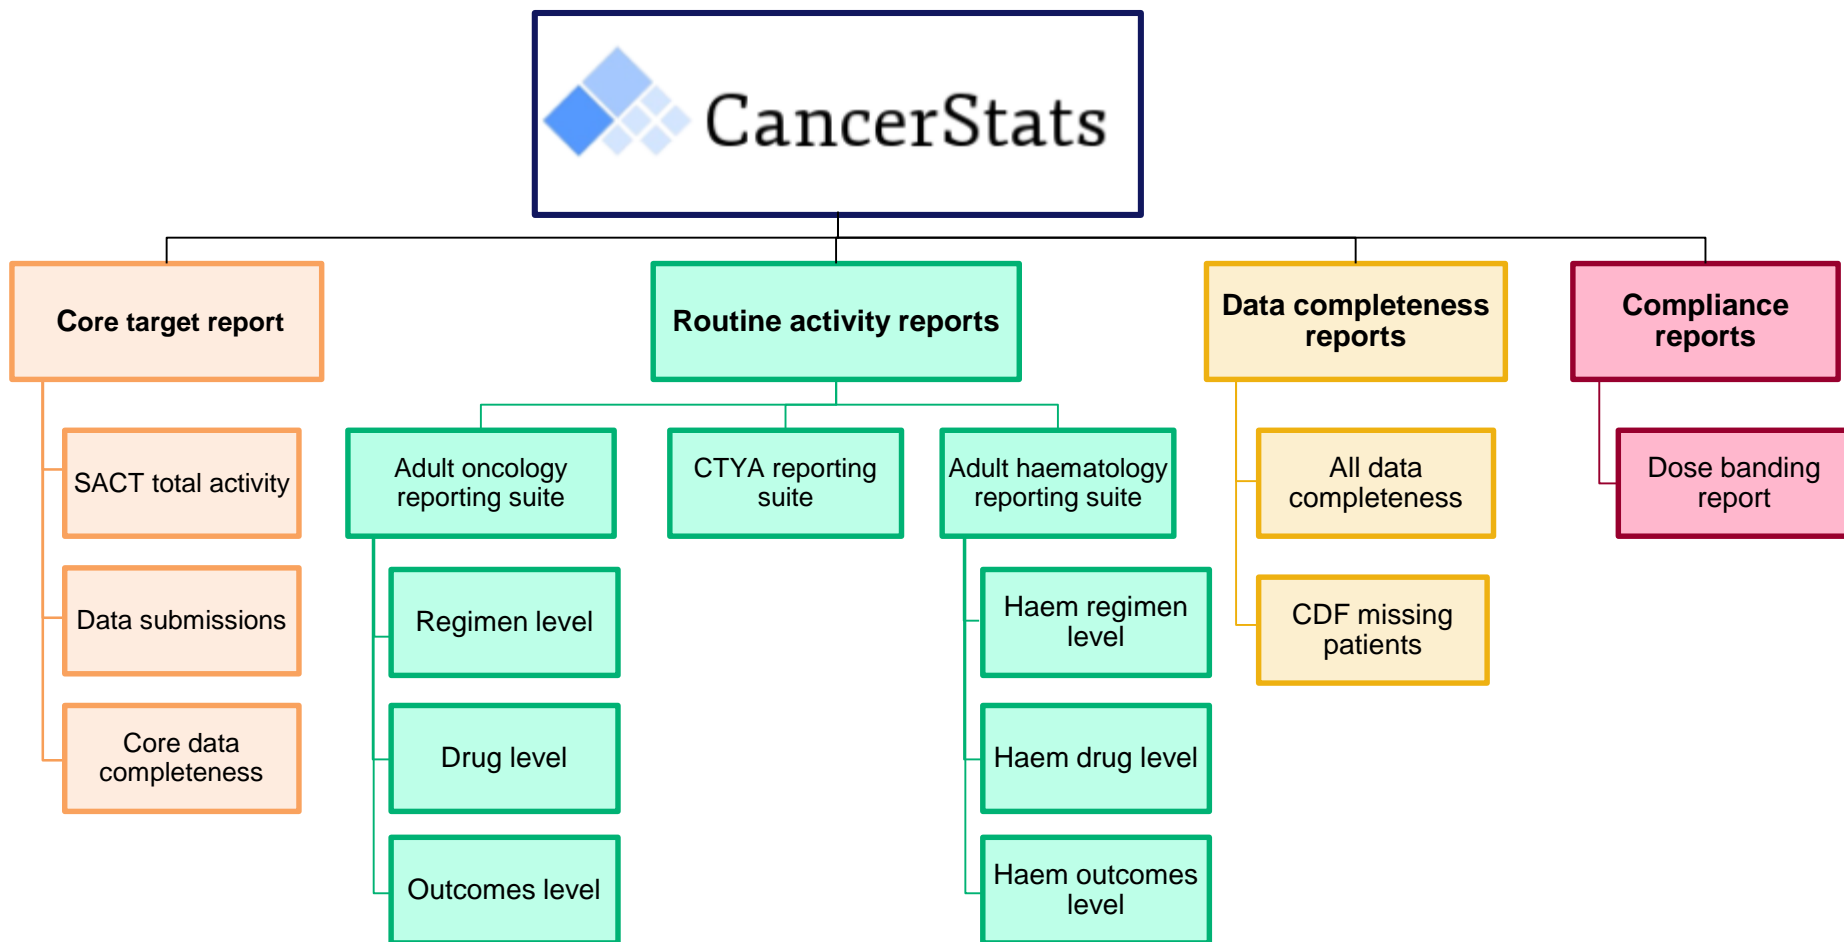 CancerStats
Core target report
Routine activity reports
Data completeness
reports
Compliance
reports
SACT total activity
Data submissions
Core data
completeness
Adult oncology
reporting suite
Regimen level
Drug level
Outcomes level
CTYA reporting
suite
Adult haematology
reporting suite
Haem regimen
level
Haem drug level
Haem outcomes
level
All data
completeness
CDF missing
patients
Dose banding
report